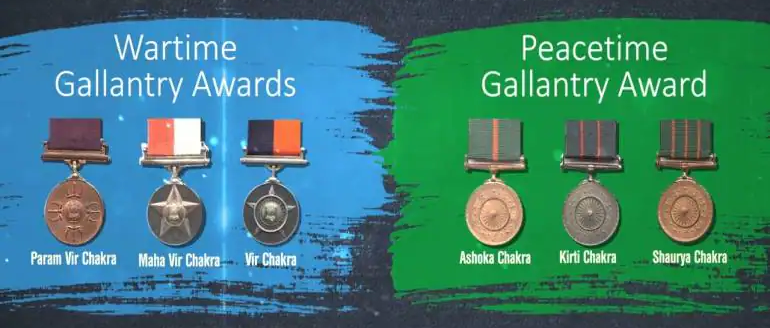 Wartime
Gallantry Awards
Param Vir Chakra
Maha Vir Chakra
Vir Chakra
Peacetime
Gallantry Award
Ashoka Chakra
Kirti Chakra
Shaurya Chakra